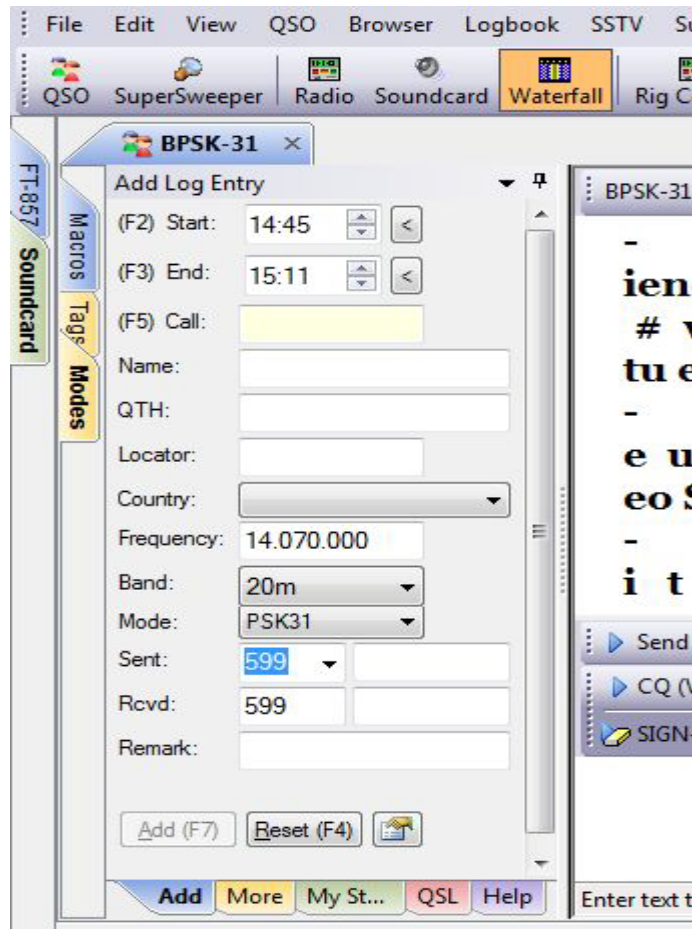 File Edit View QSO Browser Logbook SSTV
QSO SuperSweeper Radio Soundcard Waterfall Rig
BPSK-31
FT-857
Soundcard
Macros
Tags
Modes
Add Log Entry
(F2) Start: 14:45 <
(F3) End: 15:11 <
(F5) Call:
Name:
QTH:
Locator:
Country:
Frequency: 14.070.000
Band: 20m
Mode: PSK31
Sent: 599
Rcvd: 599
Remark:
Add (F7) Reset (F4)
Add More My St... QSL Help
BPSK-31
-
ien
#
tu e
-
e u
eo S
-
i t
Send
CQ
SIGN-
Enter text t